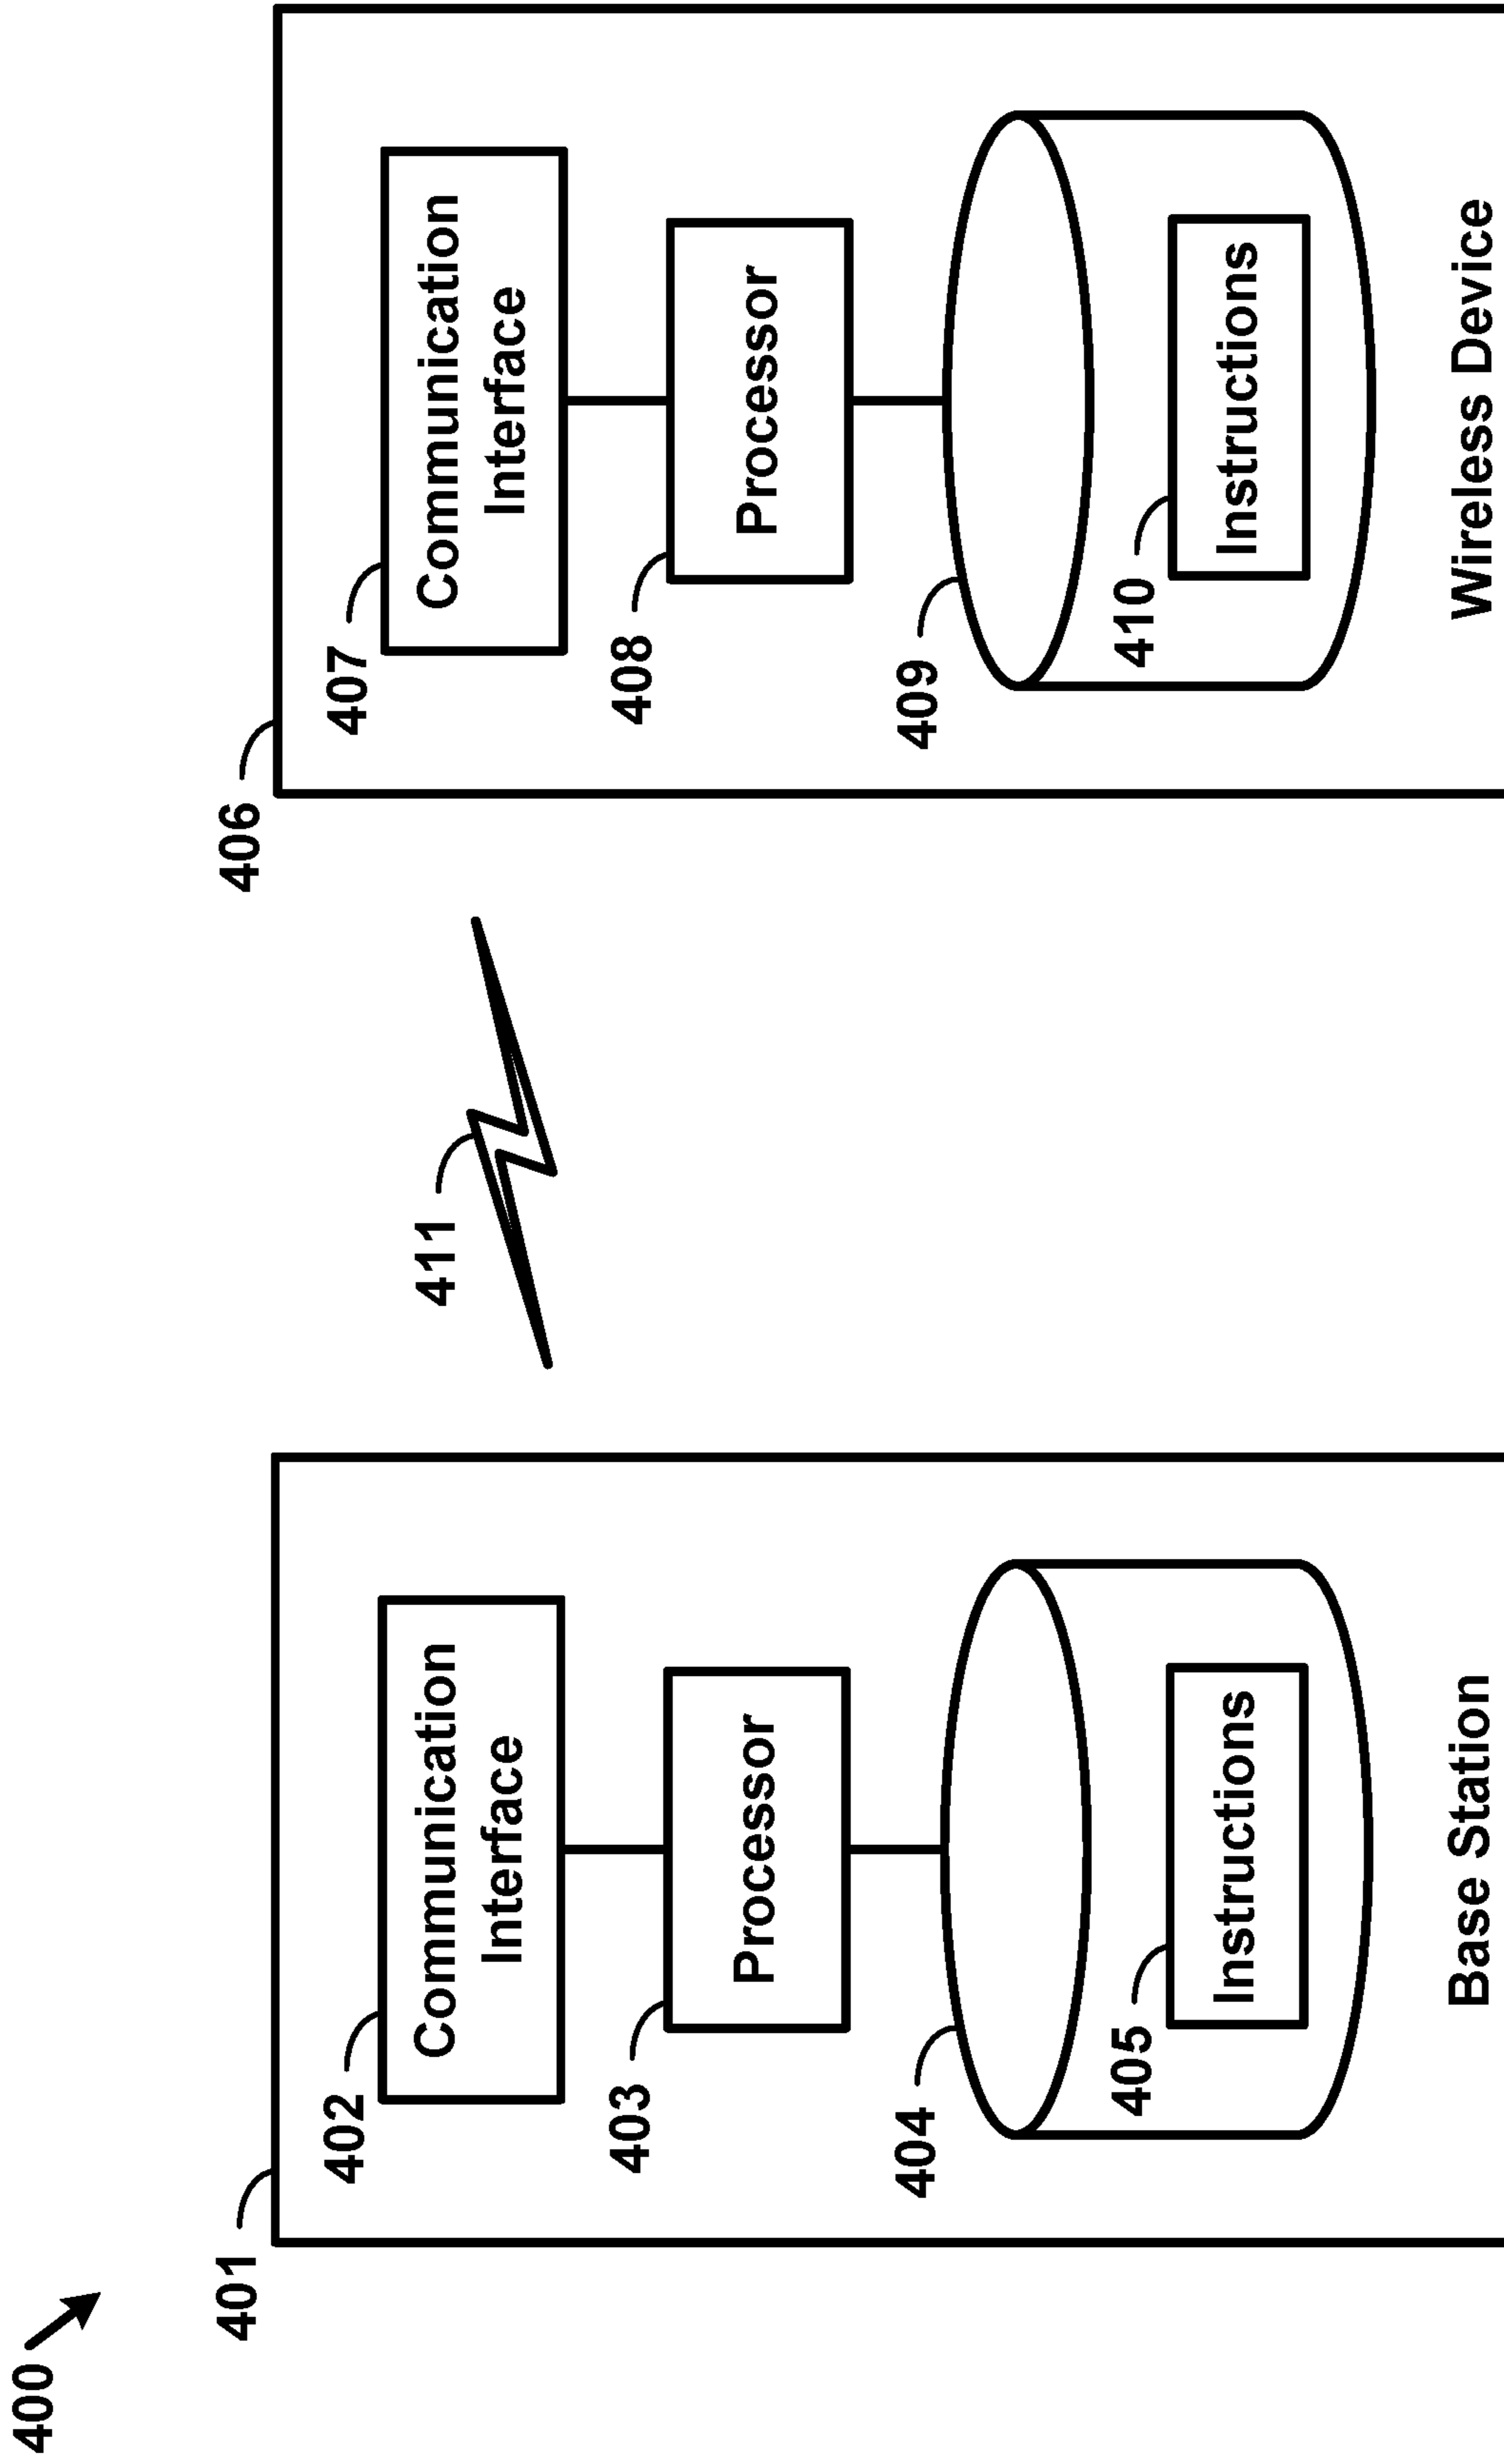 400
401
402
Communication
Interface
403
Processor
404
405
Instructions
Base Station
411
406
407
Communication
Interface
408
Processor
409
410
Instructions
Wireless Device